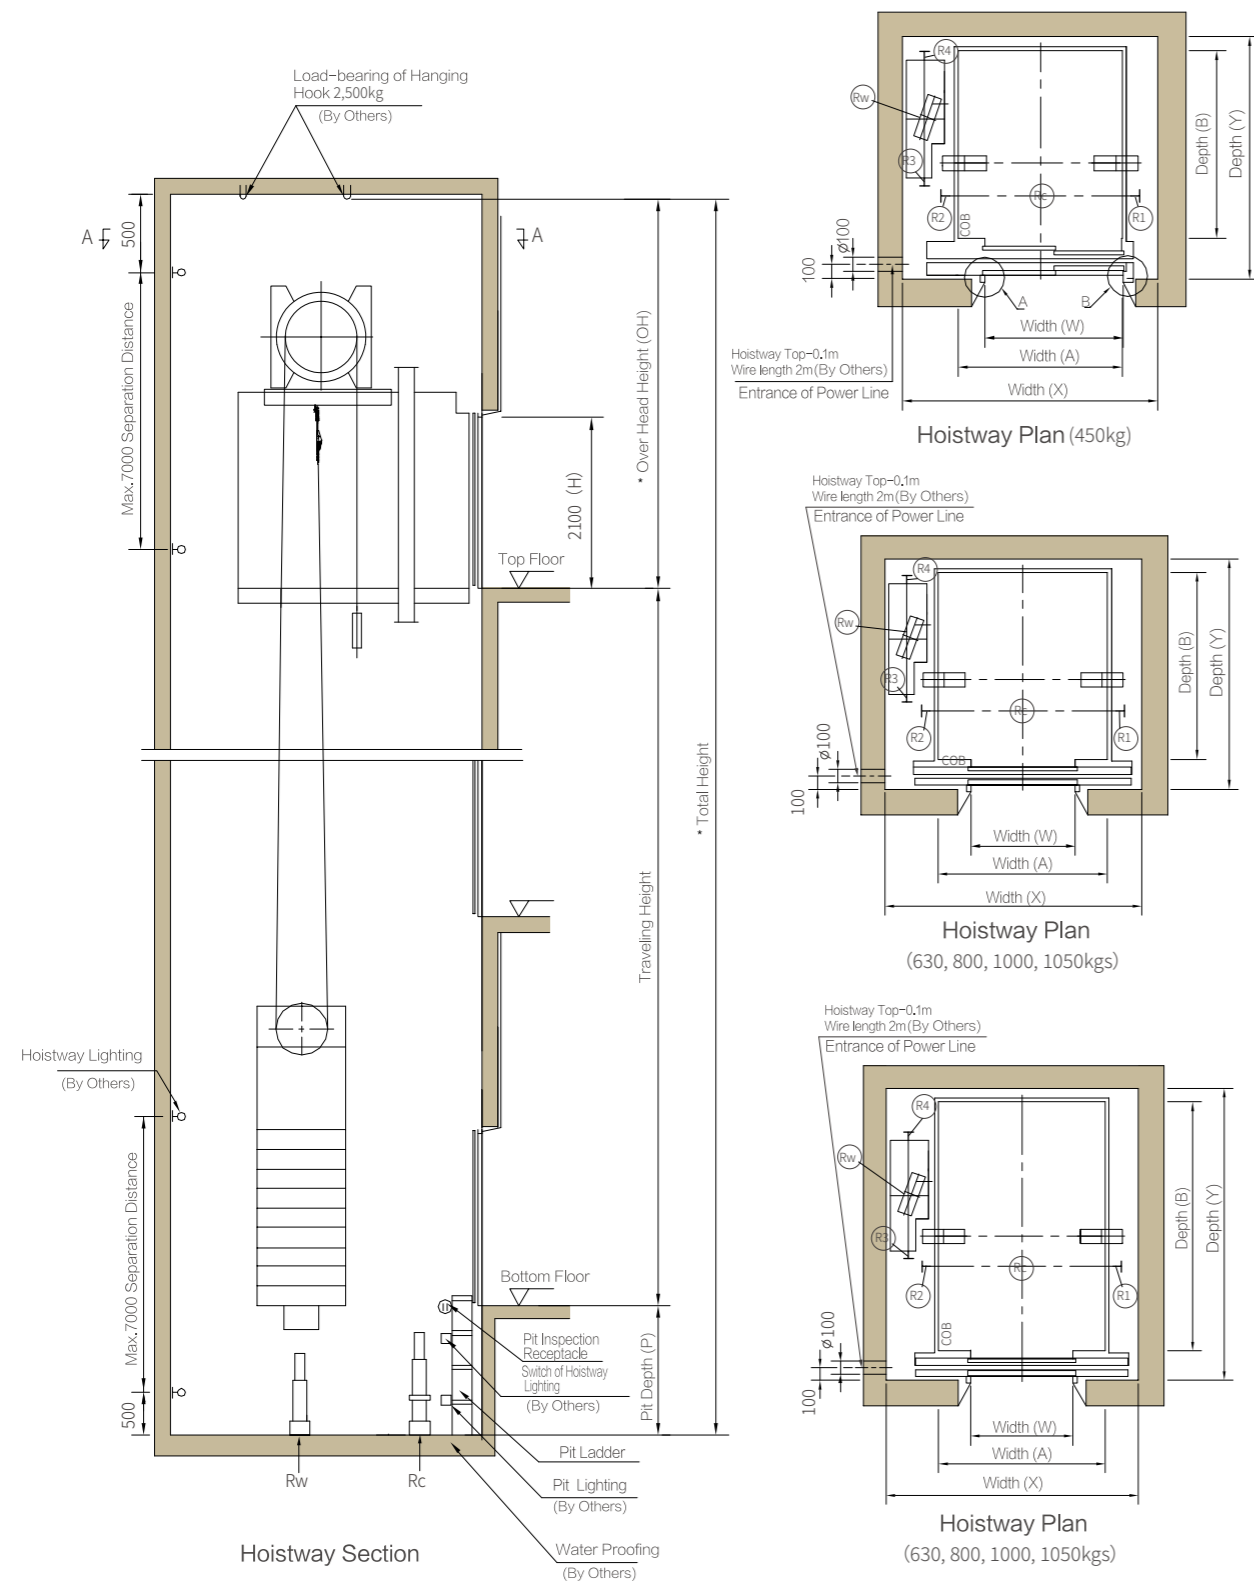 Load-bearing of Hanging
Hook 2,500kg
(By Others)
A
A
500
Max.7000 Separation Distance
* Over Head Height (OH)
2100 (H)
Top Floor
* Total Height
Traveling Height
Hoistway Lighting
(By Others)
Max.7000 Separation Distance
500
Bottom Floor
Pit Inspection
Receptacle
Switch of Hoistway
Lighting
(By Others)
Pit Depth (P)
Pit Ladder
Pit Lighting
(By Others)
Water Proofing
(By Others)
Rw
Rc
Hoistway Section
R4
Rw
R3
R2
Rc
R1
COB
Depth (B)
Depth (Y)
ø100
100
A
B
Width (W)
Width (A)
Width (X)
Hoistway Top-0.1m
Wire length 2m(By Others)
Entrance of Power Line
Hoistway Plan (450kg)
Hoistway Top-0.1m
Wire length 2m(By Others)
Entrance of Power Line
R4
Rw
R3
R2
Rc
R1
COB
Depth (B)
Depth (Y)
ø100
100
Width (W)
Width (A)
Width (X)
Hoistway Plan
(630, 800, 1000, 1050kgs)
Hoistway Top-0.1m
Wire length 2m(By Others)
Entrance of Power Line
R4
Rw
R3
R2
Rc
R1
COB
Depth (B)
Depth (Y)
ø100
100
Width (W)
Width (A)
Width (X)
Hoistway Plan
(630, 800, 1000, 1050kgs)